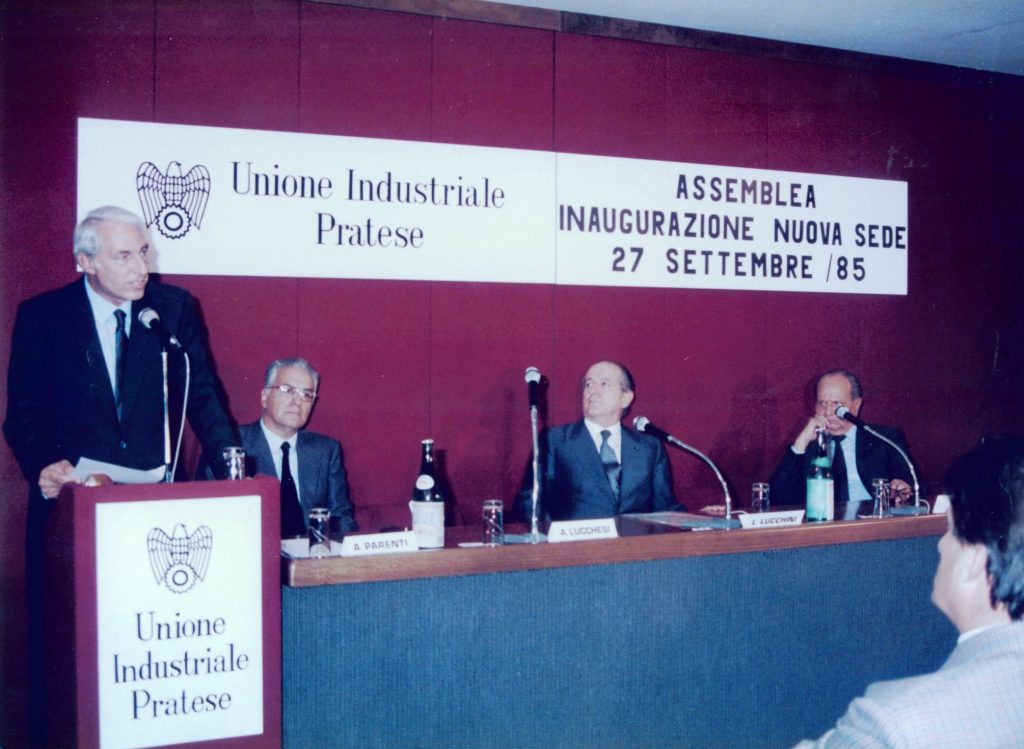 Unione Industriale
Pratese
ASSEMBLEA
INAUGURAZIONE NUOVA SEDE
27 SETTEMBRE /85
A. PARENTI
A. LUCCHESI
L. LUCCHINI
Unione
Industriale
Pratese